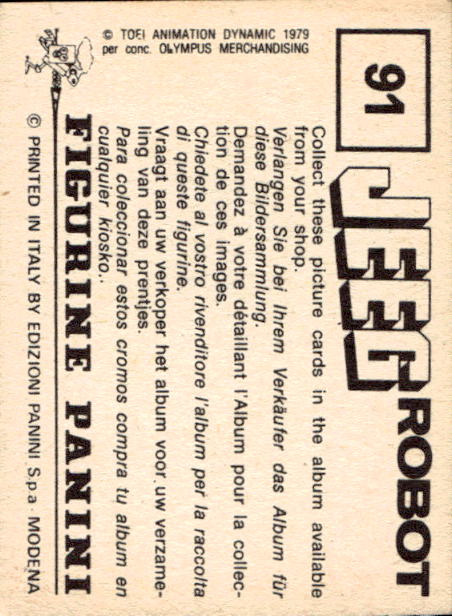 © TOEI ANIMATION DYNAMIC 1979
per conc. OLYMPUS MERCHANDISING
91
JEEG ROBOT
Collect these picture cards in the album available
from your shop.
Verlangen Sie bei Ihrem Verkäufer das Album für
diese Bildersammlung.
Demandez à votre détaillant l'Album pour la collec-
tion de ces images.
Chiedete al vostro rivenditore l'album per la raccolta
di queste figurine.
Vraagt aan uw verkoper het album voor uw verzame-
ling van deze prentjes.
Para coleccionar estos cromos compra tu album en
cualquier kiosko..
FIGURINE PANINI
© PRINTED IN ITALY BY EDIZIONI PANINI S.p.a - MODENA